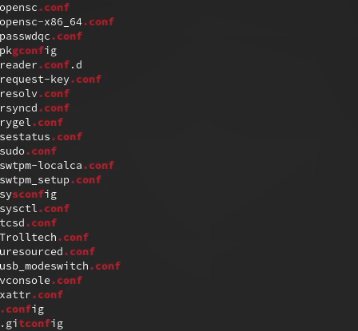 opensc.conf
opensc-x86_64.conf
passwdqc.conf
pkgconfig
reader.conf.d
request-key.conf
resolv.conf
rsyncd.conf
rygel.conf
sestatus.conf
sudo.conf
swtpm-localca.conf
swtpm_setup.conf
sysconfig
sysctl.conf
tcsd.conf
Trolltech.conf
uresourced.conf
usb_modeswitch.conf
vconsole.conf
xattr.conf
.config
.gitconfig